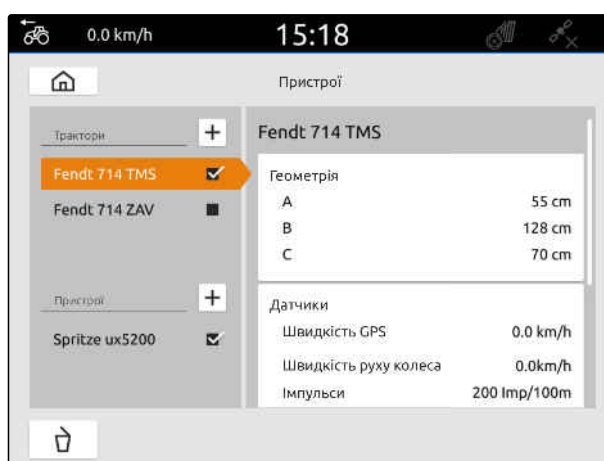 0.0 km/h
15:18
Пристрої
Трактори
Fendt 714 TMS
Fendt 714 ZAV
Пристрої
Spritze ux5200
Fendt 714 TMS
Геометрія
A 55 cm
B 128 cm
C 70 cm
Датчики
Швидкість GPS 0.0 km/h
Швидкість руху колеса 0.0km/h
Імпульси 200 Imp/100m